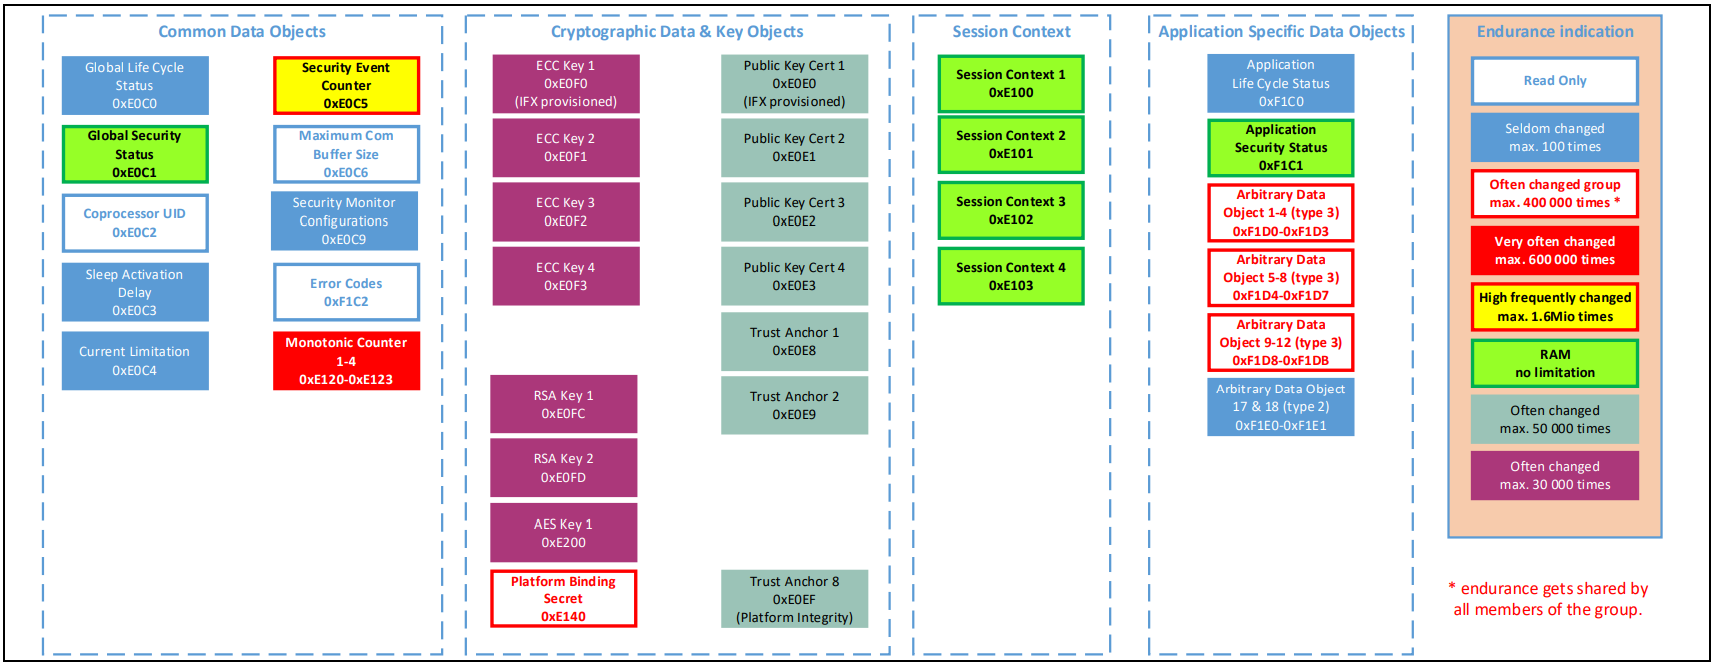 Common Data Objects
Global Life Cycle
Status
0xE0C0
Security Event
Counter
0xE0C5
Global Security
Status
0xE0C1
Maximum Com
Buffer Size
0xE0C6
Coprocessor UID
0xE0C2
Security Monitor
Configurations
0xE0C9
Sleep Activation
Delay
0xE0C3
Error Codes
0xF1C2
Current Limitation
0xE0C4
Monotonic Counter
1-4
0xE120-0xE123
Cryptographic Data & Key Objects
ECC Key 1
0xE0F0
(IFX provisioned)
Public Key Cert 1
0xE0E0
(IFX provisioned)
ECC Key 2
0xE0F1
Public Key Cert 2
0xE0E1
ECC Key 3
0xE0F2
Public Key Cert 3
0xE0E2
ECC Key 4
0xE0F3
Public Key Cert 4
0xE0E3
Trust Anchor 1
0xE0E8
RSA Key 1
0xE0FC
Trust Anchor 2
0xE0E9
RSA Key 2
0xE0FD
AES Key 1
0xE200
Platform Binding
Secret
0xE140
Trust Anchor 8
0xE0EF
(Platform Integrity)
Session Context
Session Context 1
0xE100
Session Context 2
0xE101
Session Context 3
0xE102
Session Context 4
0xE103
Application Specific Data Objects
Application
Life Cycle Status
0xF1C0
Application
Security Status
0xF1C1
Arbitrary Data
Object 1-4 (type 3)
0xF1D0-0xF1D3
Arbitrary Data
Object 5-8 (type 3)
0xF1D4-0xF1D7
Arbitrary Data
Object 9-12 (type 3)
0xF1D8-0xF1DB
Arbitrary Data Object
17 & 18 (type 2)
0xF1E0-0xF1E1
Endurance indication
Read Only
Seldom changed
max. 100 times
Often changed group
max. 400 000 times *
Very often changed
max. 600 000 times
High frequently changed
max. 1.6Mio times
RAM
no limitation
Often changed
max. 50 000 times
Often changed
max. 30 000 times
* endurance gets shared by
all members of the group.